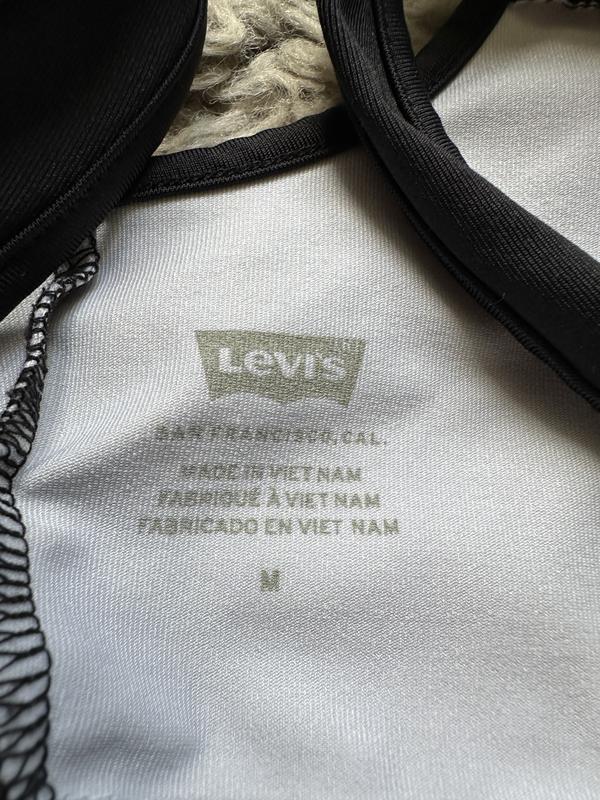 Levi's
SAN FRANCISCO, CAL.
MADE IN VIET NAM
FABRIQUÉ À VIET NAM
FABRICADO EN VIET NAM
M